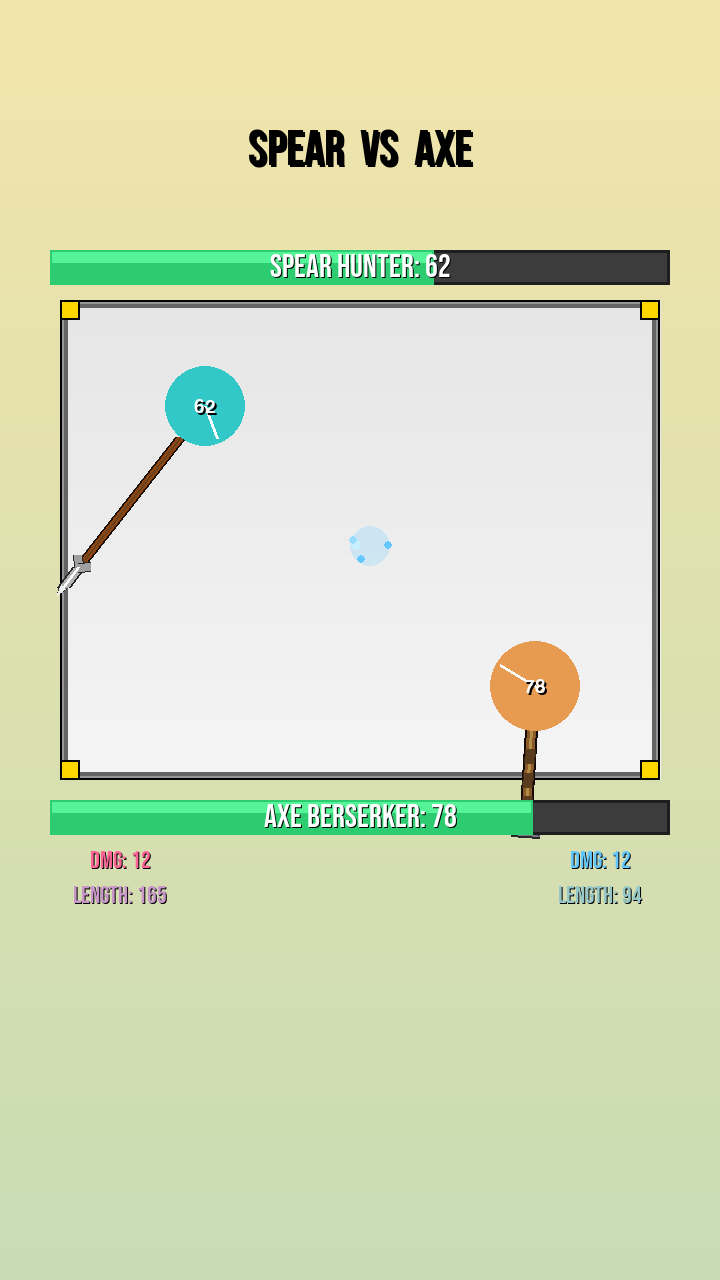 SPEAR VS AXE
SPEAR HUNTER: 62
62
78
AXE BERSERKER: 78
DMG: 12
DMG: 12
LENGTH: 165
LENGTH: 94